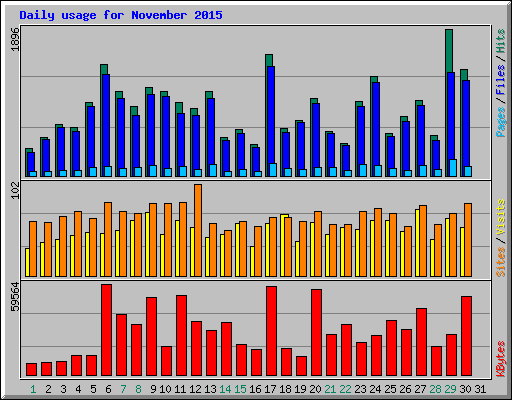 Daily usage for November 2015
1896
Pages / Files / Hits
102
Sites / Visits
59564
KBytes
1 2 3 4 5 6 7 8 9 10 11 12 13 14 15 16 17 18 19 20 21 22 23 24 25 26 27 28 29 30 31